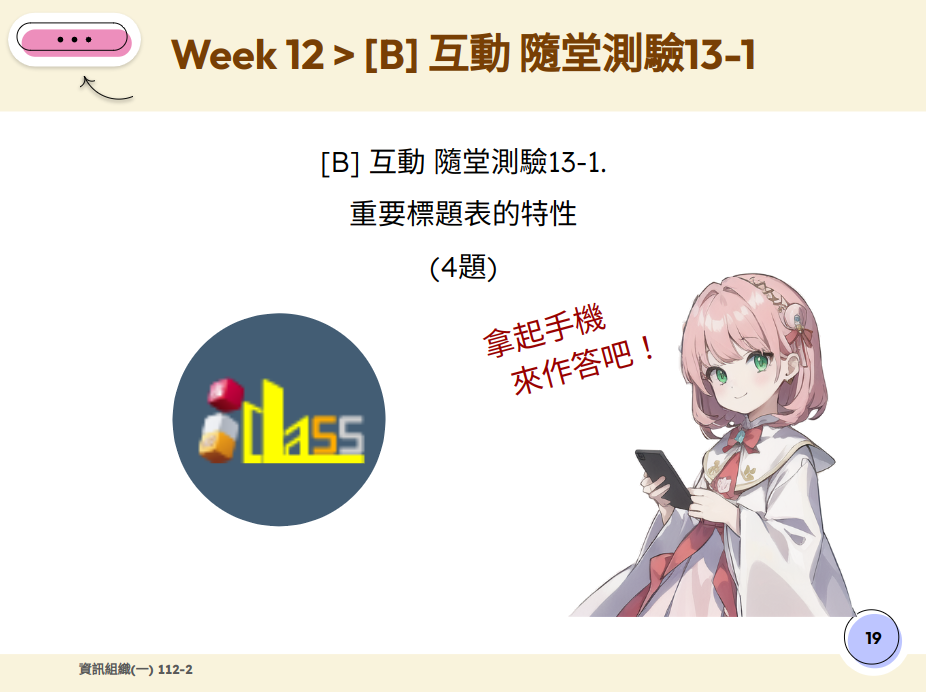 Week 12 > [B] 互動 隨堂測驗13-1
[B] 互動 隨堂測驗13-1.
重要標題表的特性
(4題)
拿起手機
來作答吧！
iclass
19
資訊組織(一) 112-2